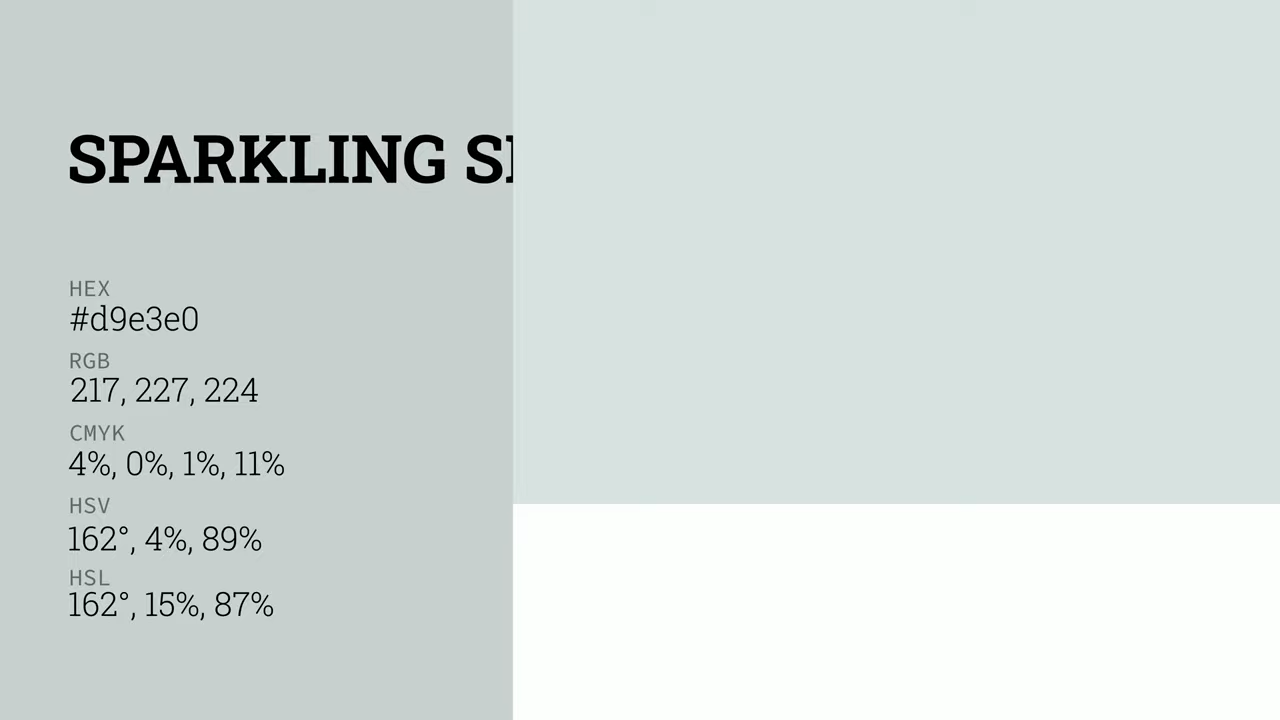 SPARKLING
HEX
#d9e3e0
RGB
217, 227, 224
CMYK
4%, 0%, 1%, 11%
HSV
162°, 4%, 89%
HSL
162°, 15%, 87%